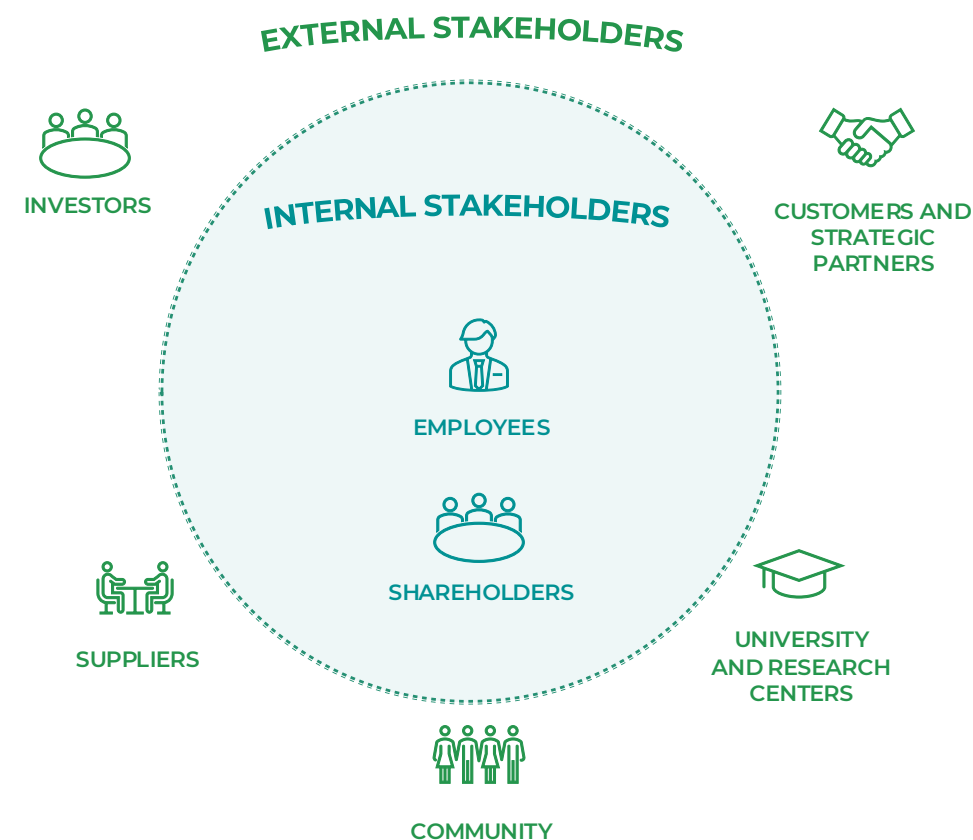 EXTERNAL STAKEHOLDERS
INVESTORS
CUSTOMERS AND
STRATEGIC
PARTNERS
INTERNAL STAKEHOLDERS
EMPLOYEES
SHAREHOLDERS
SUPPLIERS
UNIVERSITY
AND RESEARCH
CENTERS
COMMUNITY